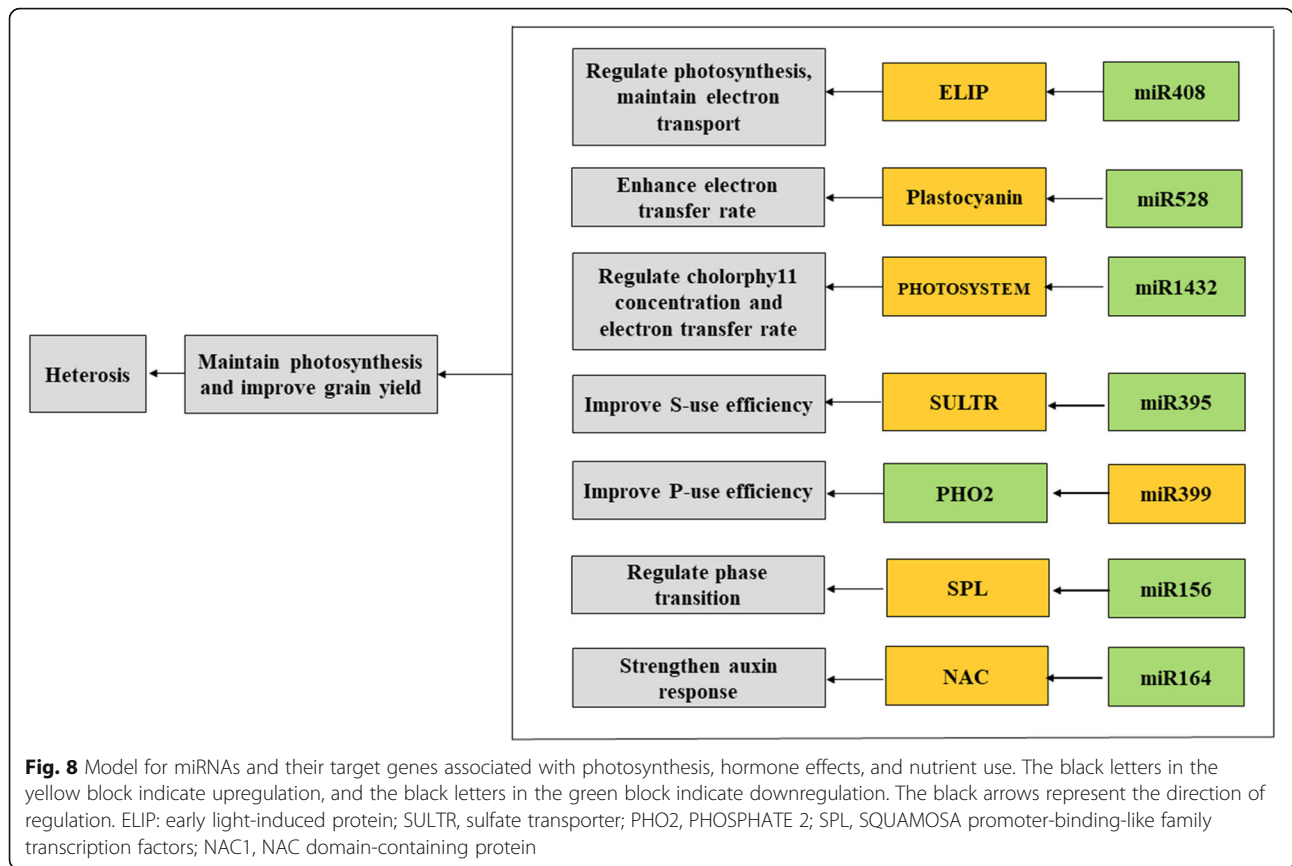 Regulate photosynthesis,
maintain electron
transport
ELIP
miR408
Enhance electron
transfer rate
Plastocyanin
miR528
Regulate cholorphy11
concentration and
electron transfer rate
PHOTOSYSTEM
miR1432
Heterosis
Maintain photosynthesis
and improve grain yield
Improve S-use efficiency
SULTR
miR395
Improve P-use efficiency
PHO2
miR399
Regulate phase
transition
SPL
miR156
Strengthen auxin
response
NAC
miR164
Fig. 8 Model for miRNAs and their target genes associated with photosynthesis, hormone effects, and nutrient use. The black letters in the
yellow block indicate upregulation, and the black letters in the green block indicate downregulation. The black arrows represent the direction of
regulation. ELIP: early light-induced protein; SULTR, sulfate transporter; PHO2, PHOSPHATE 2; SPL, SQUAMOSA promoter-binding-like family
transcription factors; NAC1, NAC domain-containing protein